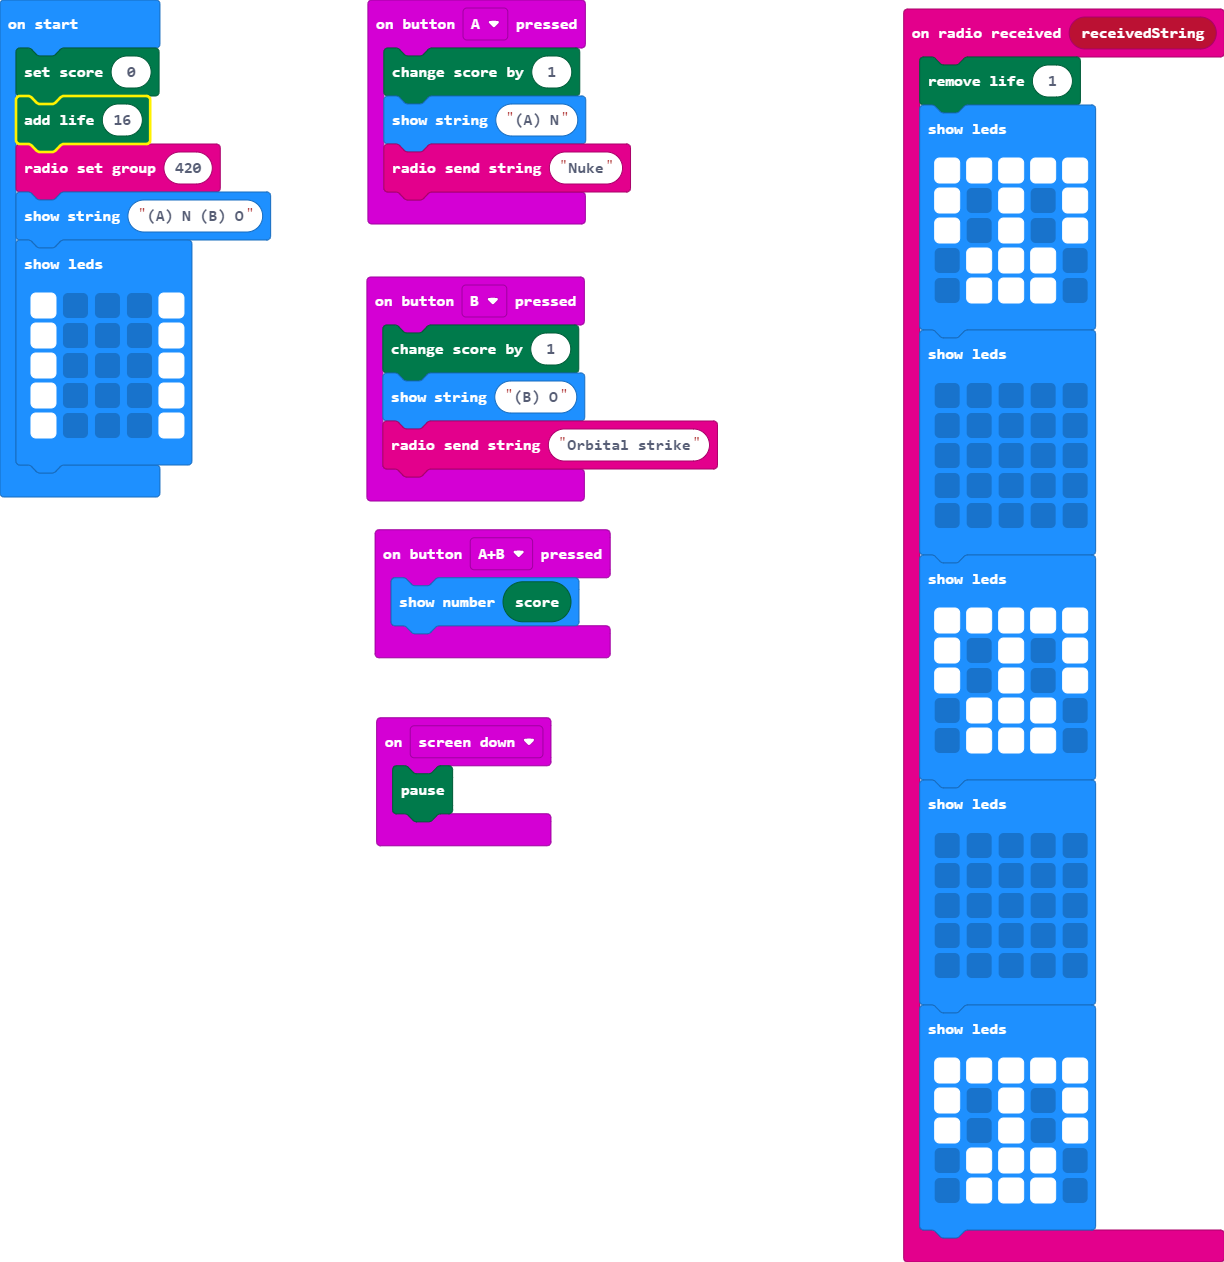 on start
set score 0
add life 16
radio set group 420
show string "(A) N (B) O"
show leds
on button A pressed
change score by 1
show string "(A) N"
radio send string "Nuke"
on button B pressed
change score by 1
show string "(B) O"
radio send string "Orbital strike"
on button A+B pressed
show number score
on screen down
pause
on radio received receivedString
remove life 1
show leds
show leds
show leds
show leds
show leds